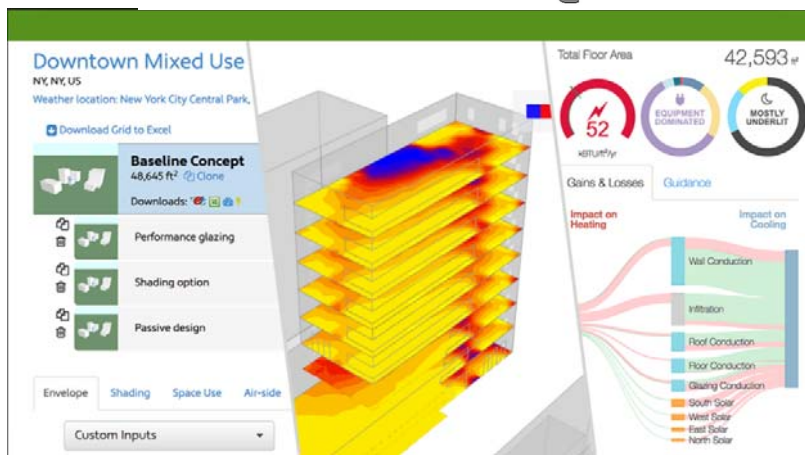 Downtown Mixed Use
NY, NY, US
Weather location: New York City Central Park,
Download Grid to Excel
Baseline Concept
48,645 ft² Clone
Downloads:
Performance glazing
Shading option
Passive design
Envelope Shading Space Use Air-side
Custom Inputs
Total Floor Area 42,593 ft²
52
kBTU/ft²/yr
EQUIPMENT
DOMINATED
MOSTLY
UNDERLIT
Gains & Losses Guidance
Impact on
Heating
Impact on
Cooling
Wall Conduction
Infiltration
Roof Conduction
Floor Conduction
Glazing Conduction
South Solar
West Solar
East Solar
North Solar